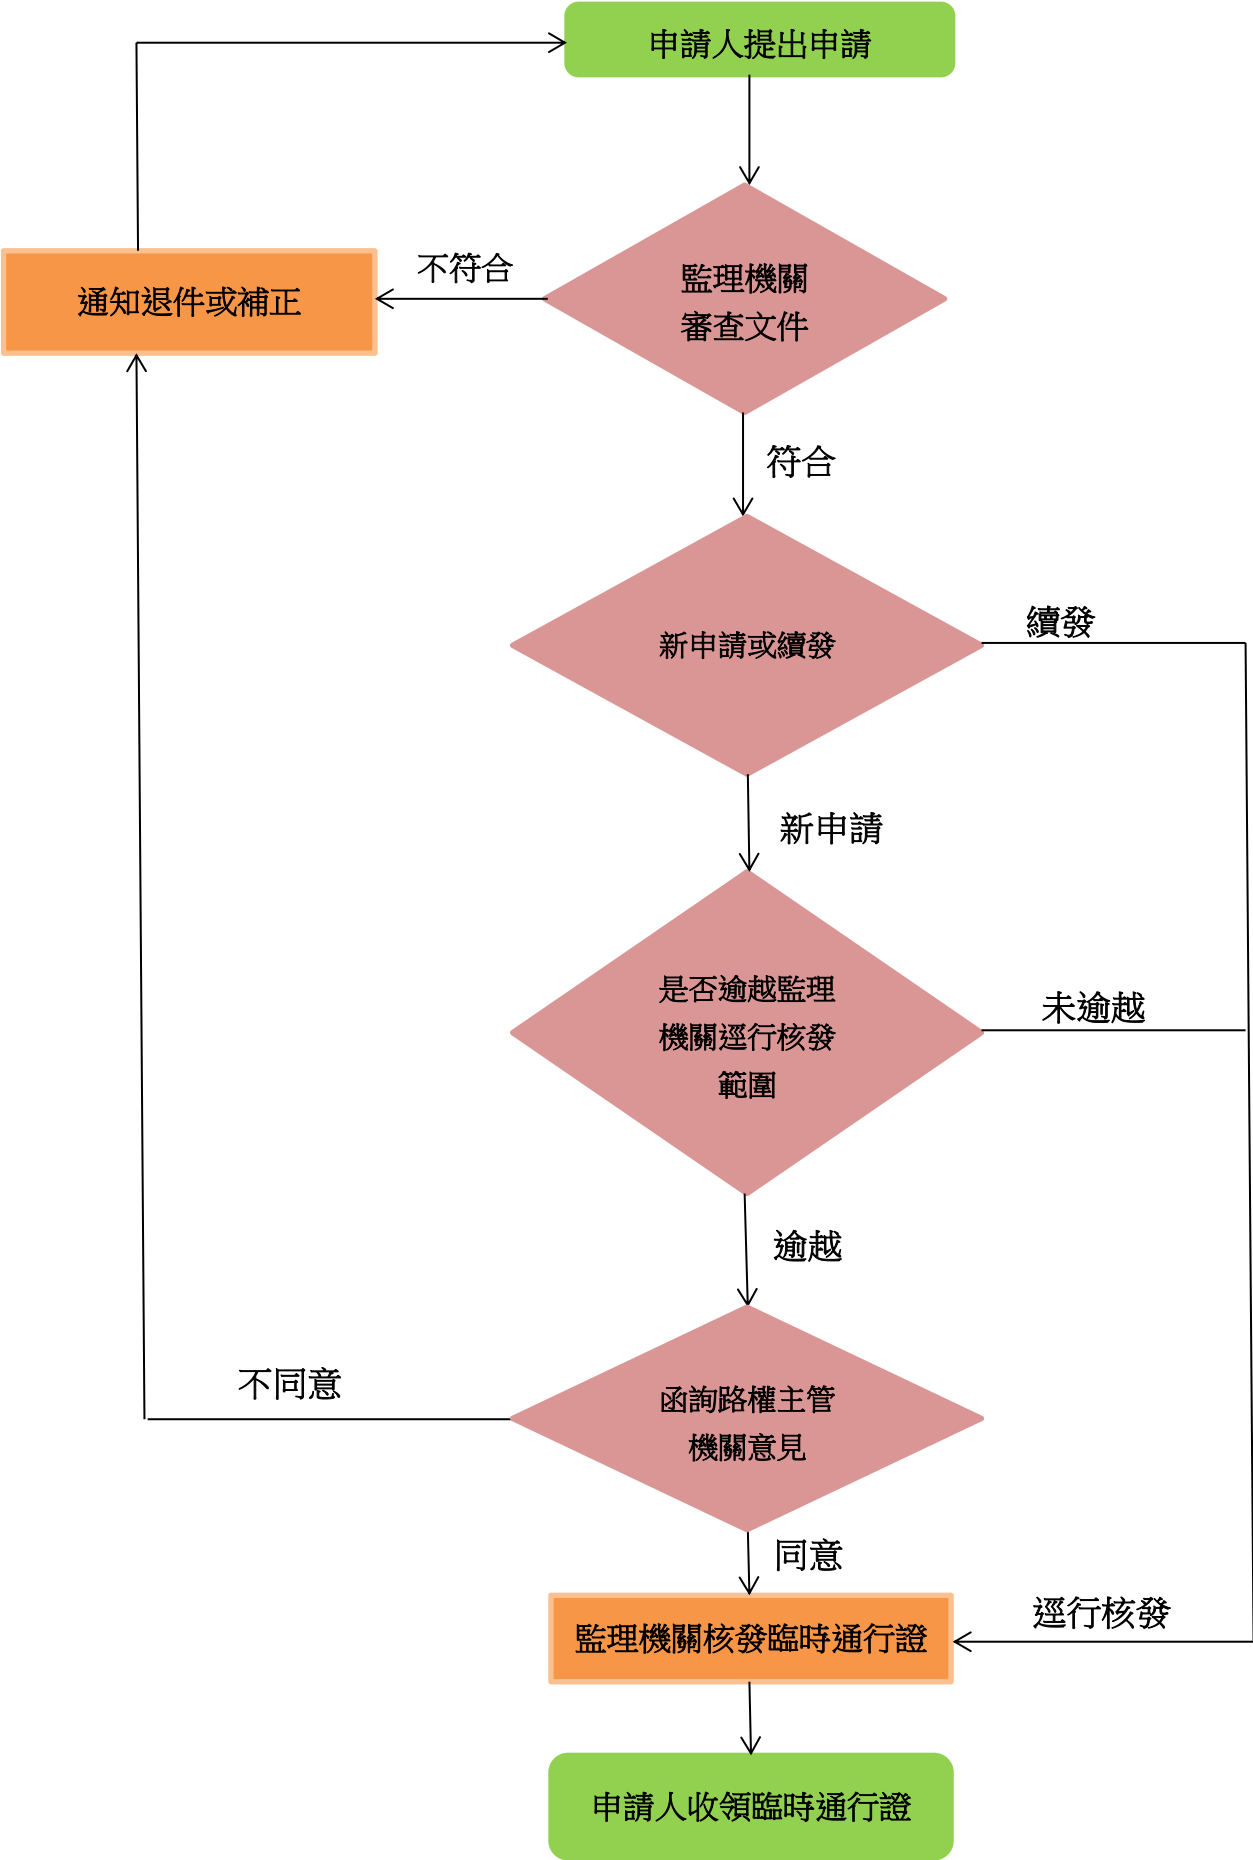 申請人提出申請
不符合
監理機關
審查文件
通知退件或補正
符合
續發
新申請或續發
新申請
是否逾越監理
機關逕行核發
範圍
未逾越
逾越
不同意
函詢路權主管
機關意見
同意
逕行核發
監理機關核發臨時通行證
申請人收領臨時通行證